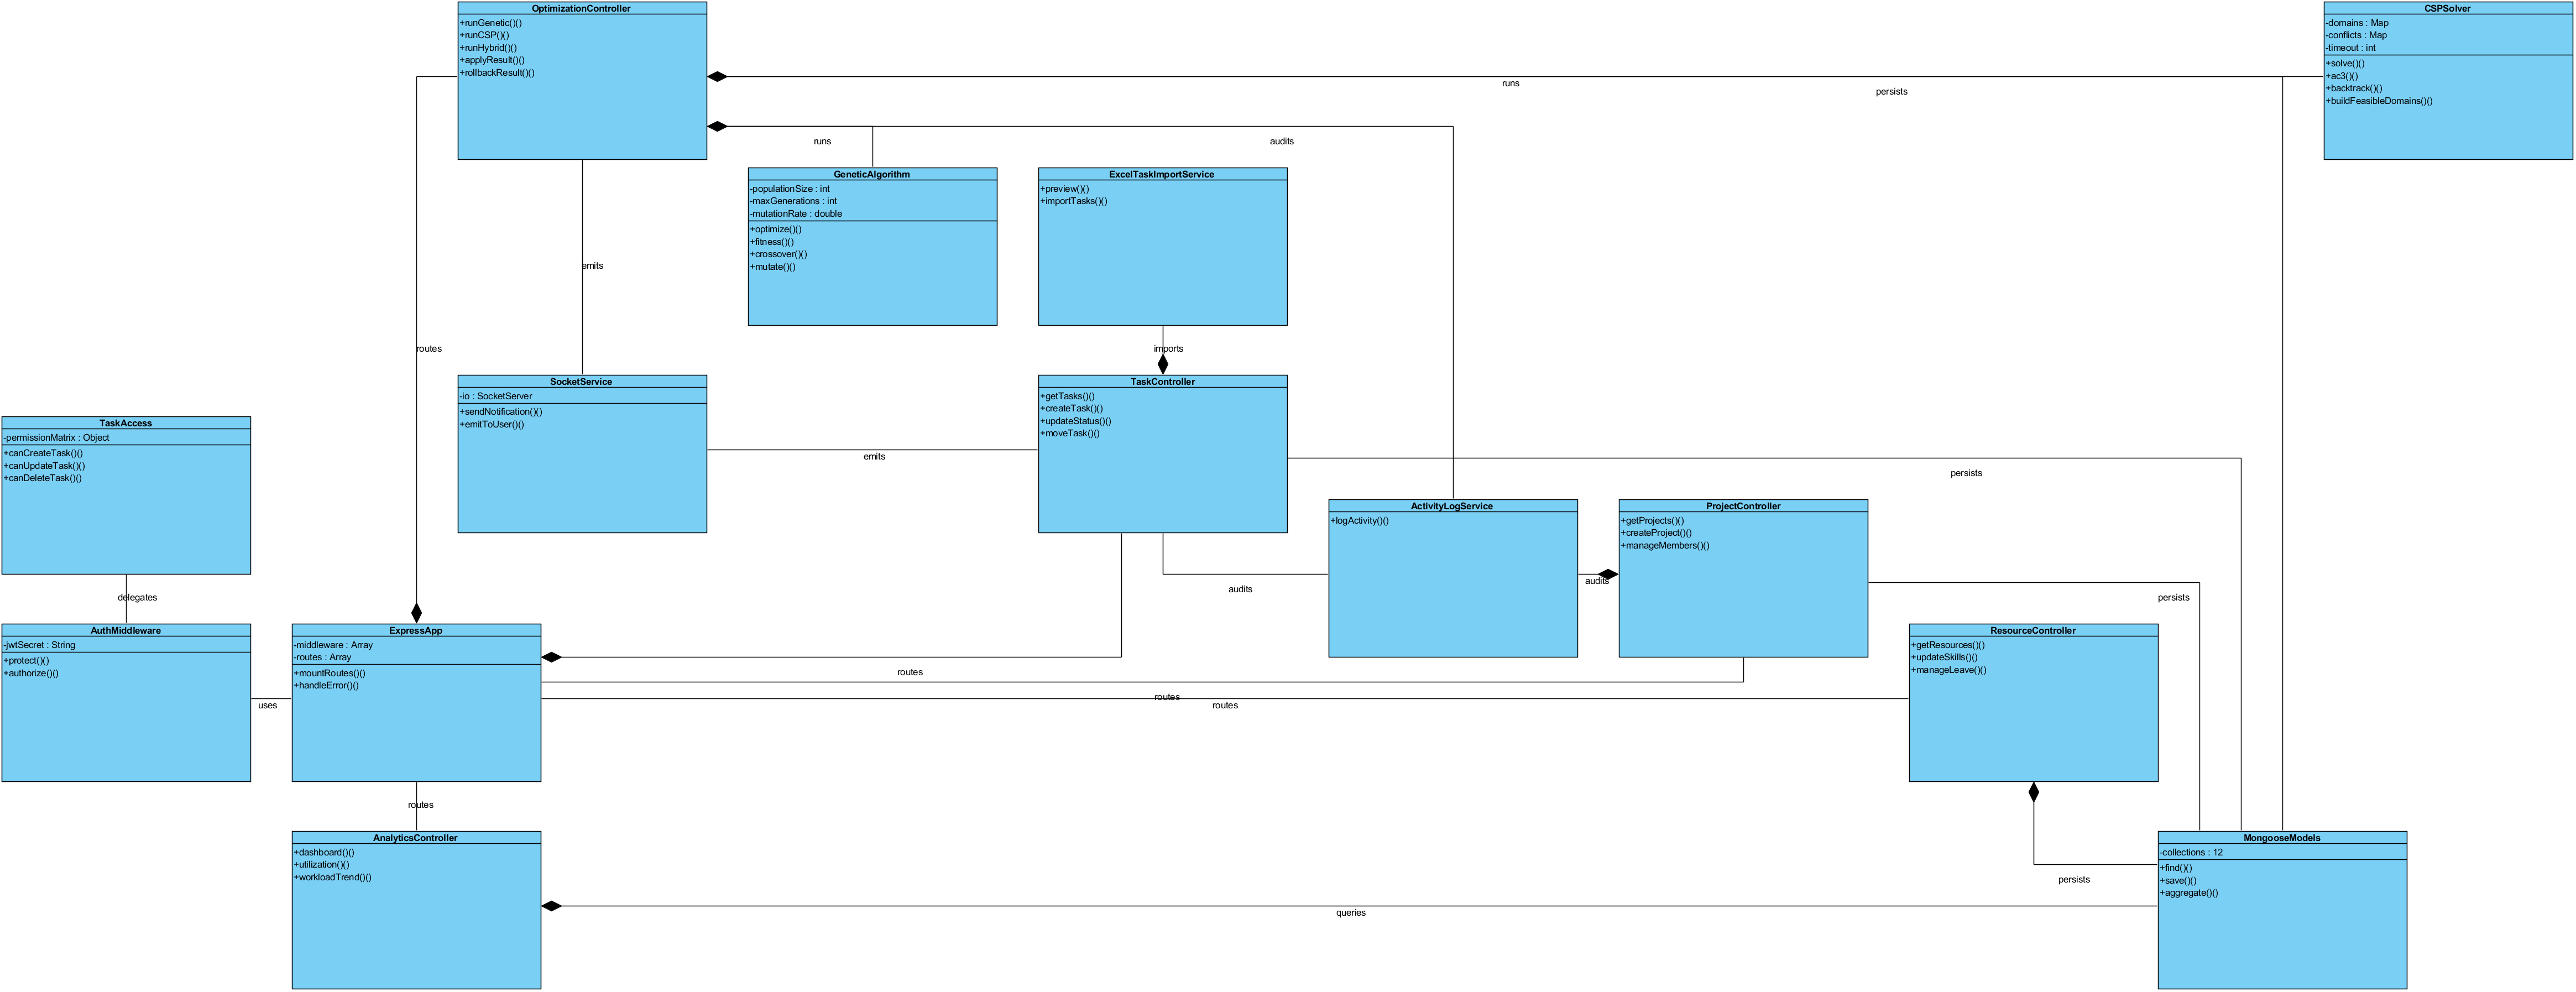 OptimizationController
+runGenetic()()
+runCSP()()
+runHybrid()()
+applyResult()()
+rollbackResult()()
CSPSolver
-domains : Map
-conflicts : Map
-timeout : int
+solve()()
+ac3()()
+backtrack()()
+buildFeasibleDomains()()
runs
persists
runs
audits
GeneticAlgorithm
-populationSize : int
-maxGenerations : int
-mutationRate : double
+optimize()()
+fitness()()
+crossover()()
+mutate()()
ExcelTaskImportService
+preview()()
+importTasks()()
emits
routes
imports
SocketService
-io : SocketServer
+sendNotification()()
+emitToUser()()
TaskController
+getTasks()()
+createTask()()
+updateStatus()()
+moveTask()()
TaskAccess
-permissionMatrix : Object
+canCreateTask()()
+canUpdateTask()()
+canDeleteTask()()
emits
persists
ActivityLogService
+logActivity()()
ProjectController
+getProjects()()
+createProject()()
+manageMembers()()
delegates
audits
audits
persists
AuthMiddleware
-jwtSecret : String
+protect()()
+authorize()()
ExpressApp
-middleware : Array
-routes : Array
+mountRoutes()()
+handleError()()
ResourceController
+getResources()()
+updateSkills()()
+manageLeave()()
routes
routes
uses
routes
routes
AnalyticsController
+dashboard()()
+utilization()()
+workloadTrend()()
MongooseModels
-collections : 12
+find()()
+save()()
+aggregate()()
persists
queries